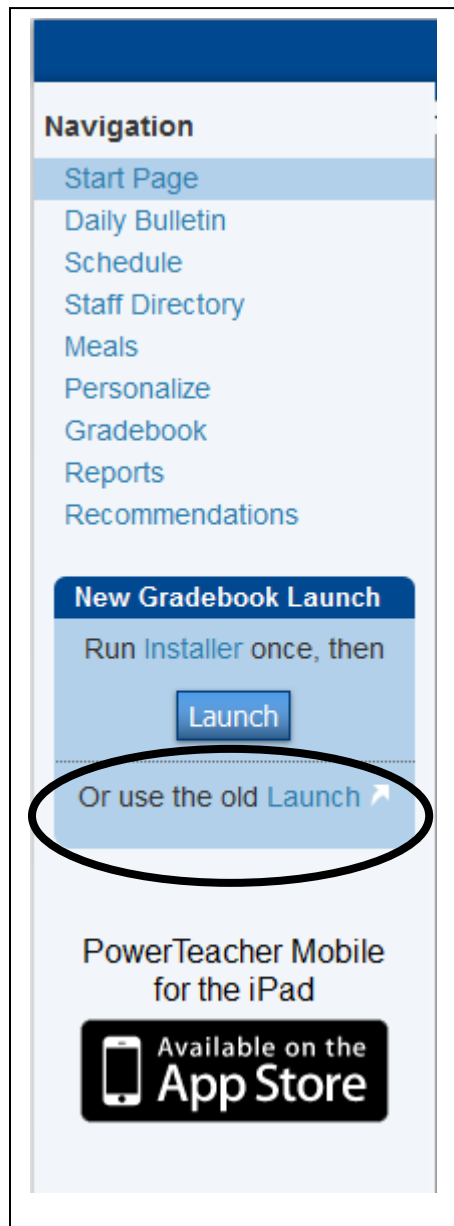 Navigation
Start Page
Daily Bulletin
Schedule
Staff Directory
Meals
Personalize
Gradebook
Reports
Recommendations
New Gradebook Launch
Run Installer once, then
Launch
Or use the old Launch
PowerTeacher Mobile
for the iPad
Available on the
App Store